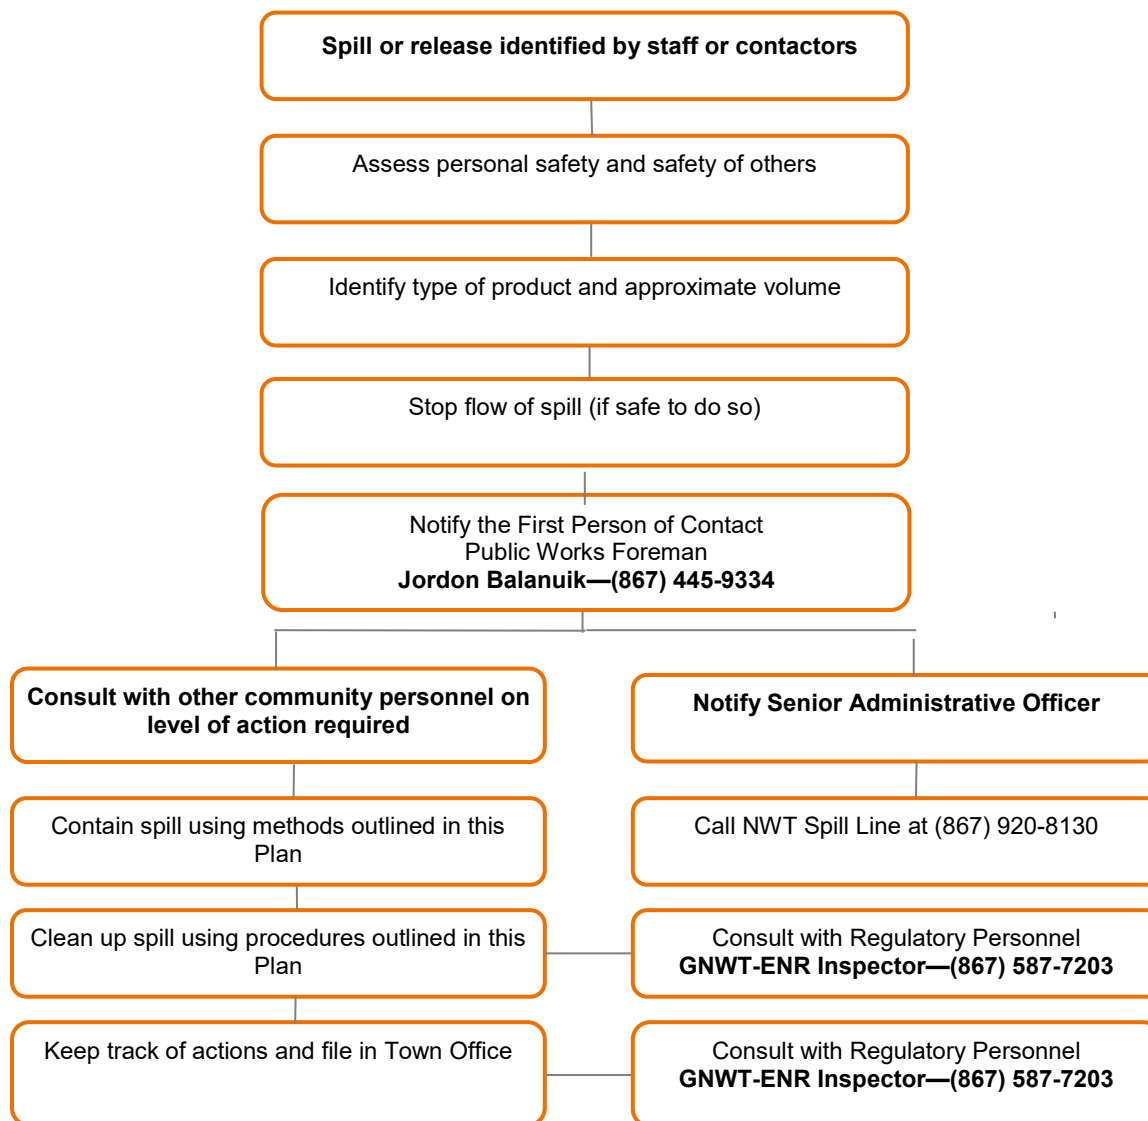 Spill or release identified by staff or contactors
Assess personal safety and safety of others
Identify type of product and approximate volume
Stop flow of spill (if safe to do so)
Notify the First Person of Contact
Public Works Foreman
Jordon Balanuik—(867) 445-9334
Consult with other community personnel on
level of action required
Notify Senior Administrative Officer
Contain spill using methods outlined in this
Plan
Call NWT Spill Line at (867) 920-8130
Clean up spill using procedures outlined in this
Plan
Consult with Regulatory Personnel
GNWT-ENR Inspector—(867) 587-7203
Keep track of actions and file in Town Office
Consult with Regulatory Personnel
GNWT-ENR Inspector—(867) 587-7203